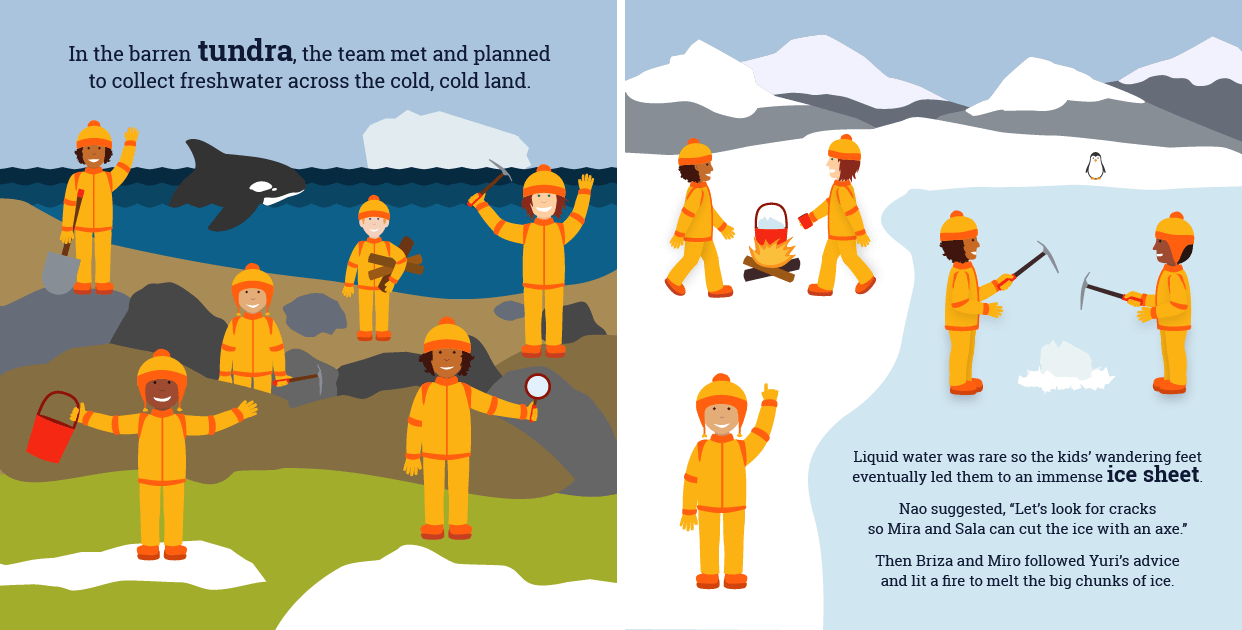 In the barren tundra, the team met and planned
to collect freshwater across the cold, cold land.
Liquid water was rare so the kids’ wandering feet
eventually led them to an immense ice sheet.
Nao suggested, “Let’s look for cracks
so Mira and Sala can cut the ice with an axe.”
Then Briza and Miro followed Yuri’s advice
and lit a fire to melt the big chunks of ice.